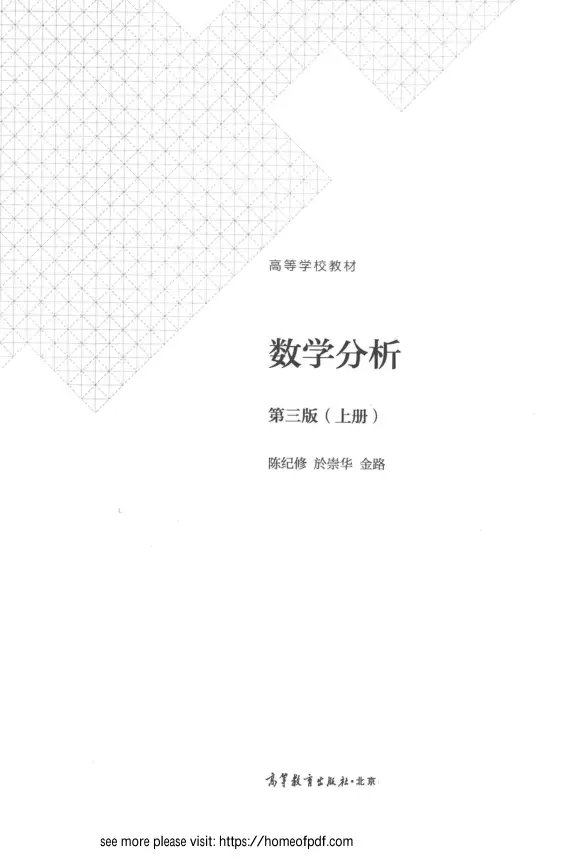 高等学校教材
数学分析
第三版（上册）
陈纪修 於崇华 金路
高等教育出版社·北京
see more please visit: https://homeofpdf.com